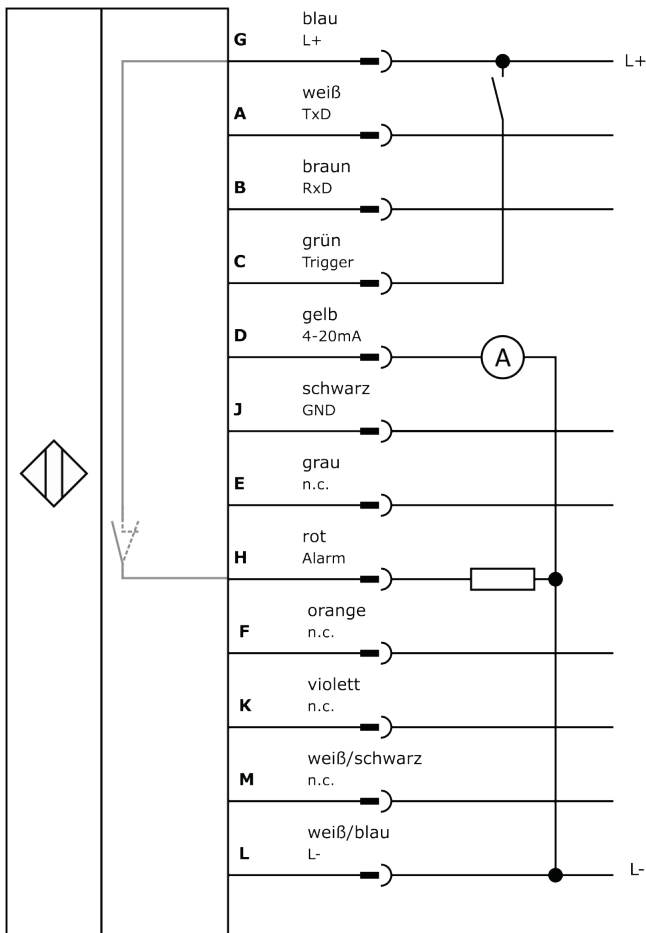 blau
G L+
L+
weiß
A TxD
braun
B RxD
grün
C Trigger
gelb
D 4-20mA
A
schwarz
J GND
grau
E n.c.
rot
H Alarm
orange
F n.c.
violett
K n.c.
weiß/schwarz
M n.c.
weiß/blau
L L-
L-